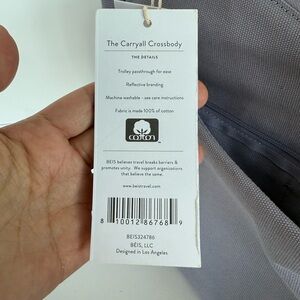 The Carryall Crossbody
THE DETAILS
Trolley passthrough for ease
Reflective branding
Machine washable - see care instructions
Fabric is made 100% of cotton
COTTON
BÉIS believes travel breaks barriers &
promotes unity. We support organizations
that believe the same.
www.beistravel.com
8 10012 86768 9
BEIS324786
BÉIS, LLC
Designed in Los Angeles